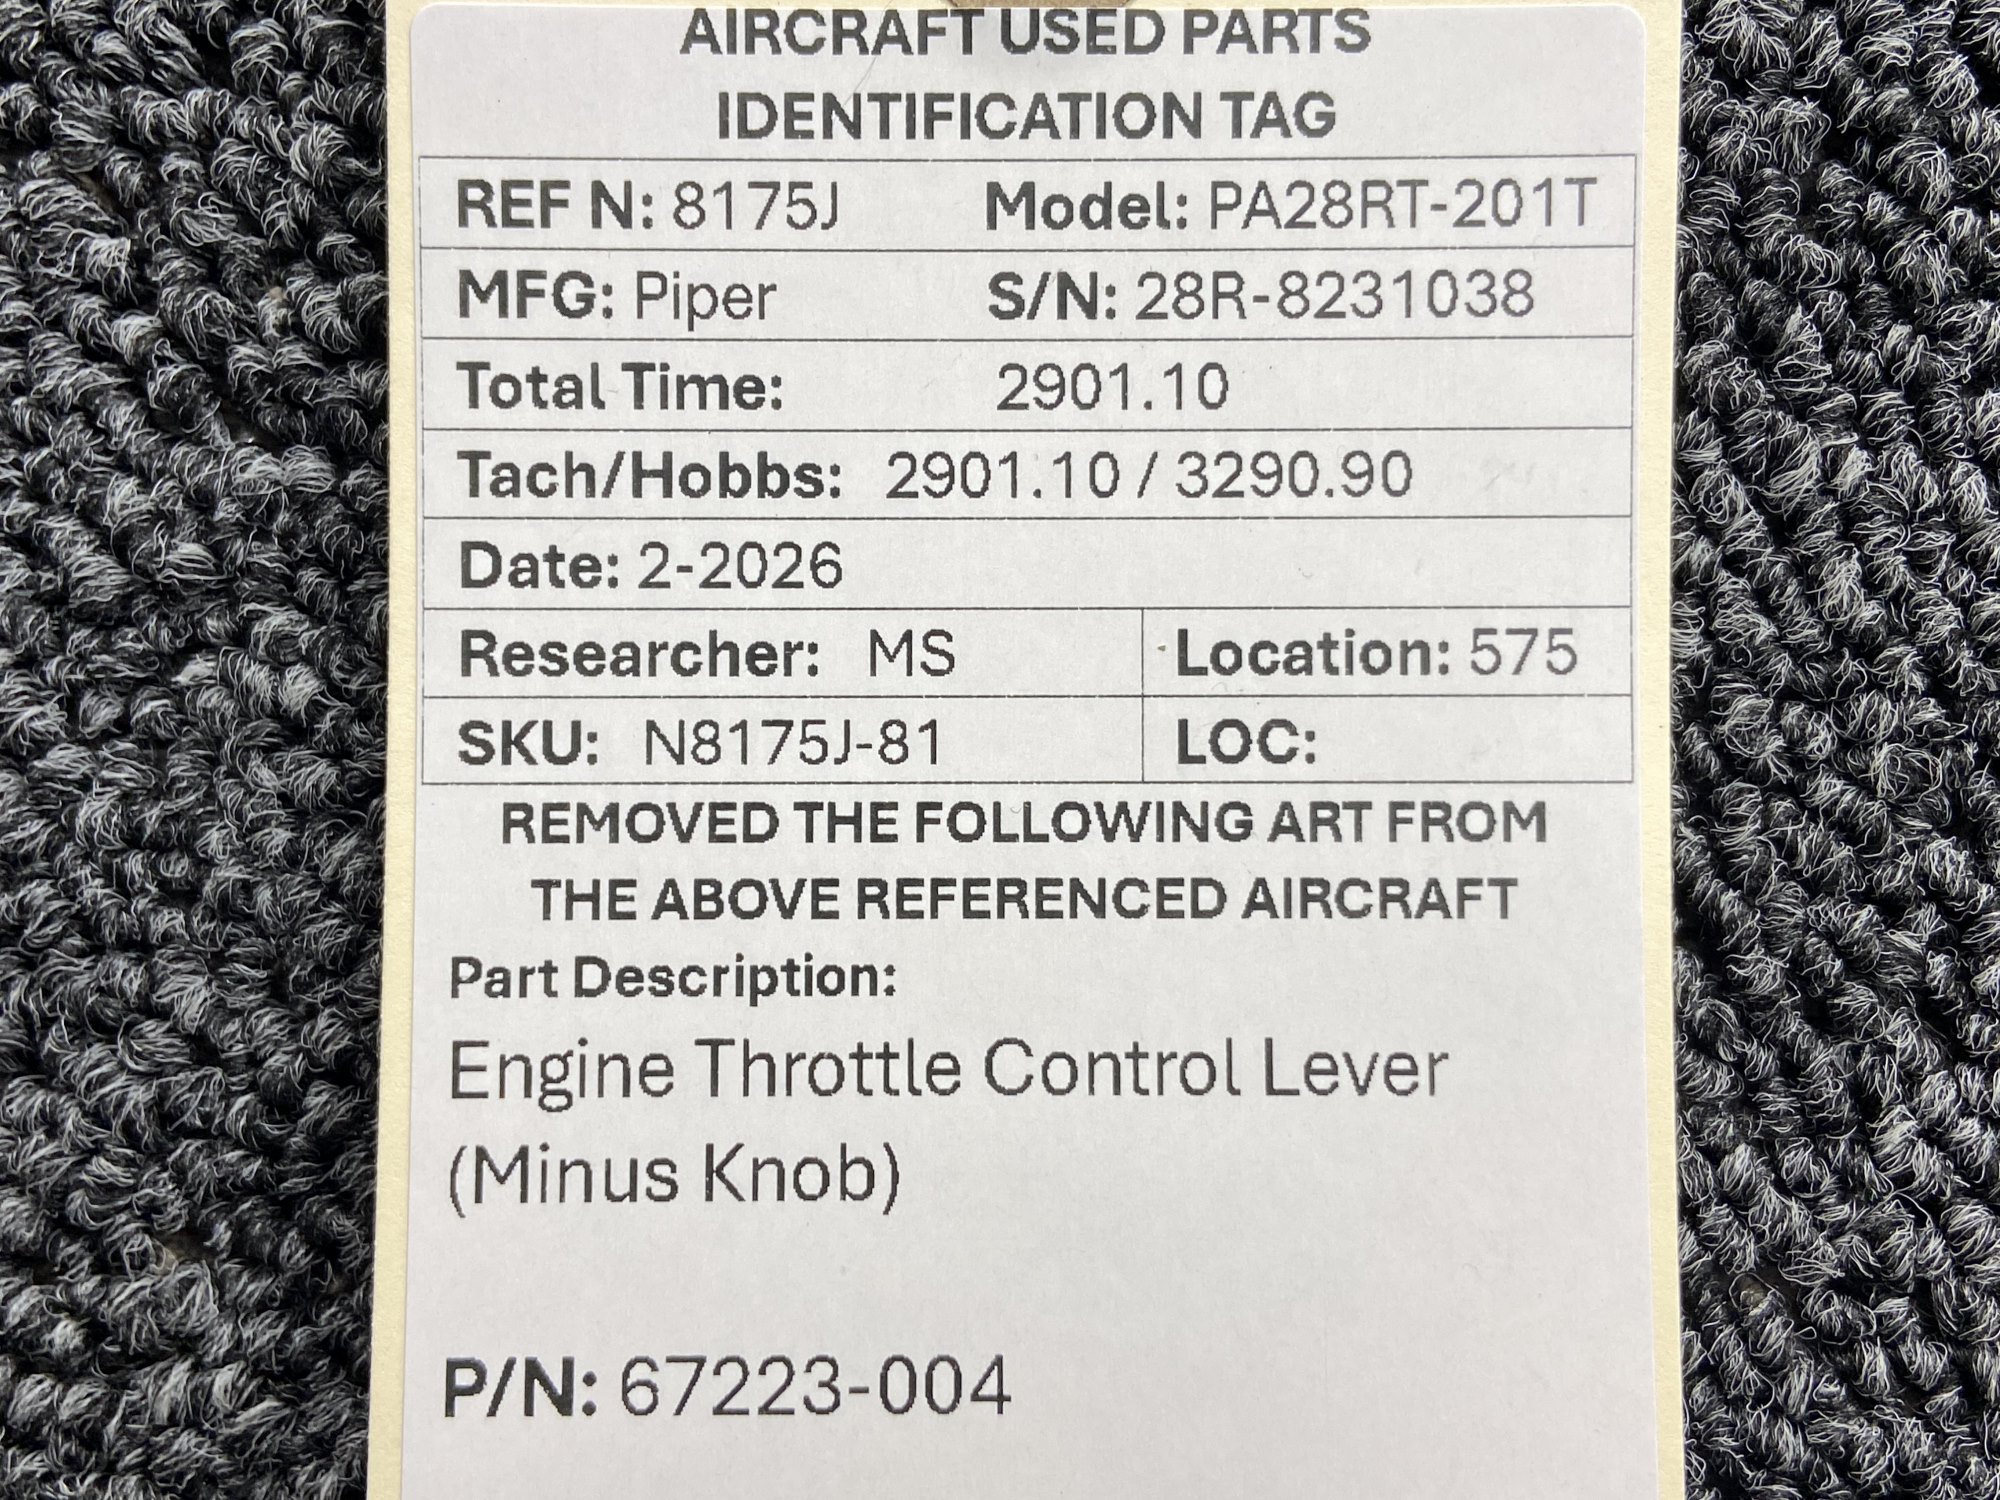 AIRCRAFT USED PARTS
IDENTIFICATION TAG
REF N: 8175J Model: PA28RT-201T
MFG: Piper S/N: 28R-8231038
Total Time: 2901.10
Tach/Hobbs: 2901.10 / 3290.90
Date: 2-2026
Researcher: MS Location: 575
SKU: N8175J-81 LOC:
REMOVED THE FOLLOWING ART FROM
THE ABOVE REFERENCED AIRCRAFT
Part Description:
Engine Throttle Control Lever
(Minus Knob)
P/N: 67223-004